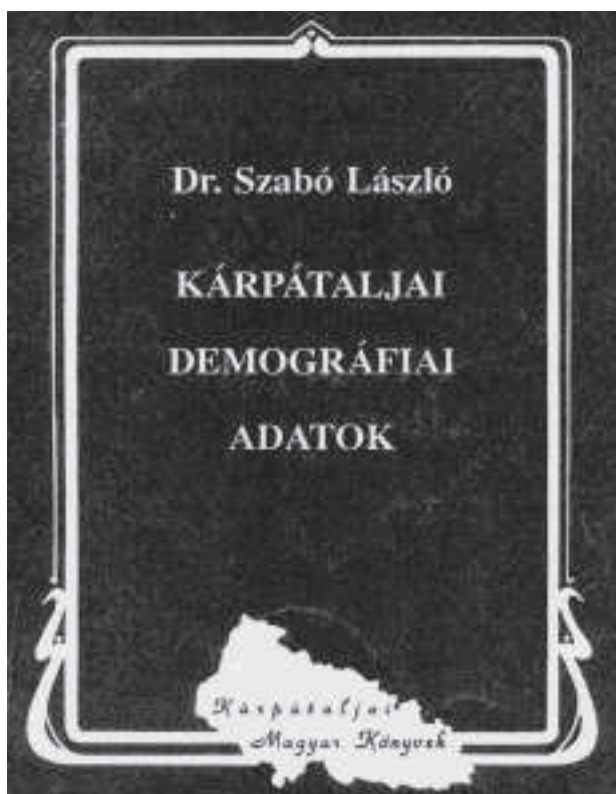 Dr. Szabó László
KÁRPÁTALJAI
DEMOGRÁFIAI
ADATOK
Kárpátaljai
Magyar Könyvek